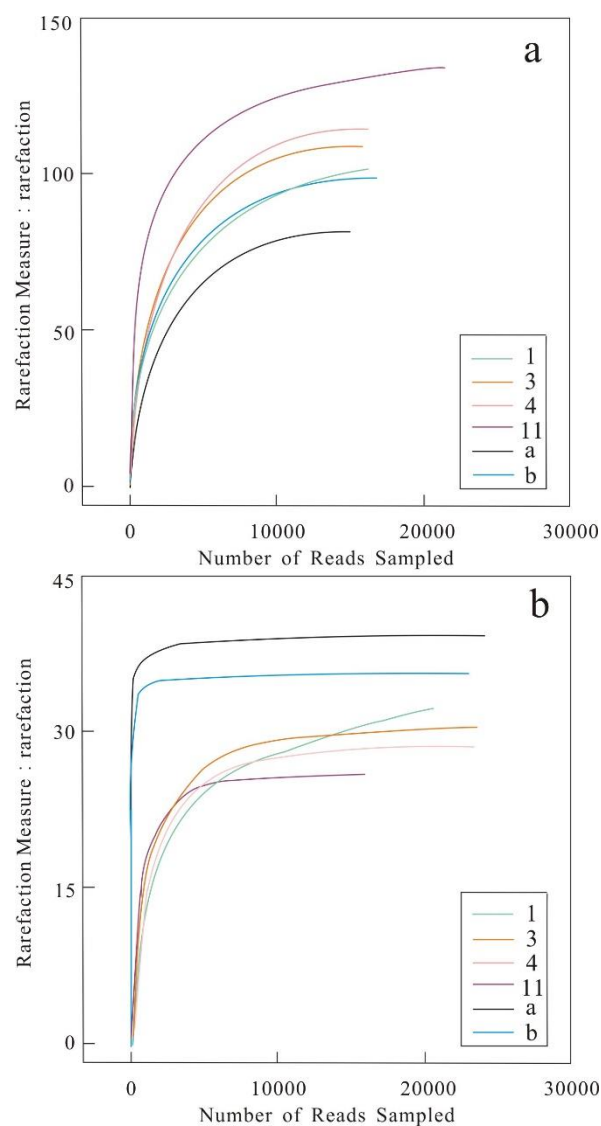 150
a
100
50
0
Rarefaction Measure : rarefaction
1
3
4
11
a
b
0 10000 20000 30000
Number of Reads Sampled
45
b
30
15
0
Rarefaction Measure : rarefaction
1
3
4
11
a
b
0 10000 20000 30000
Number of Reads Sampled